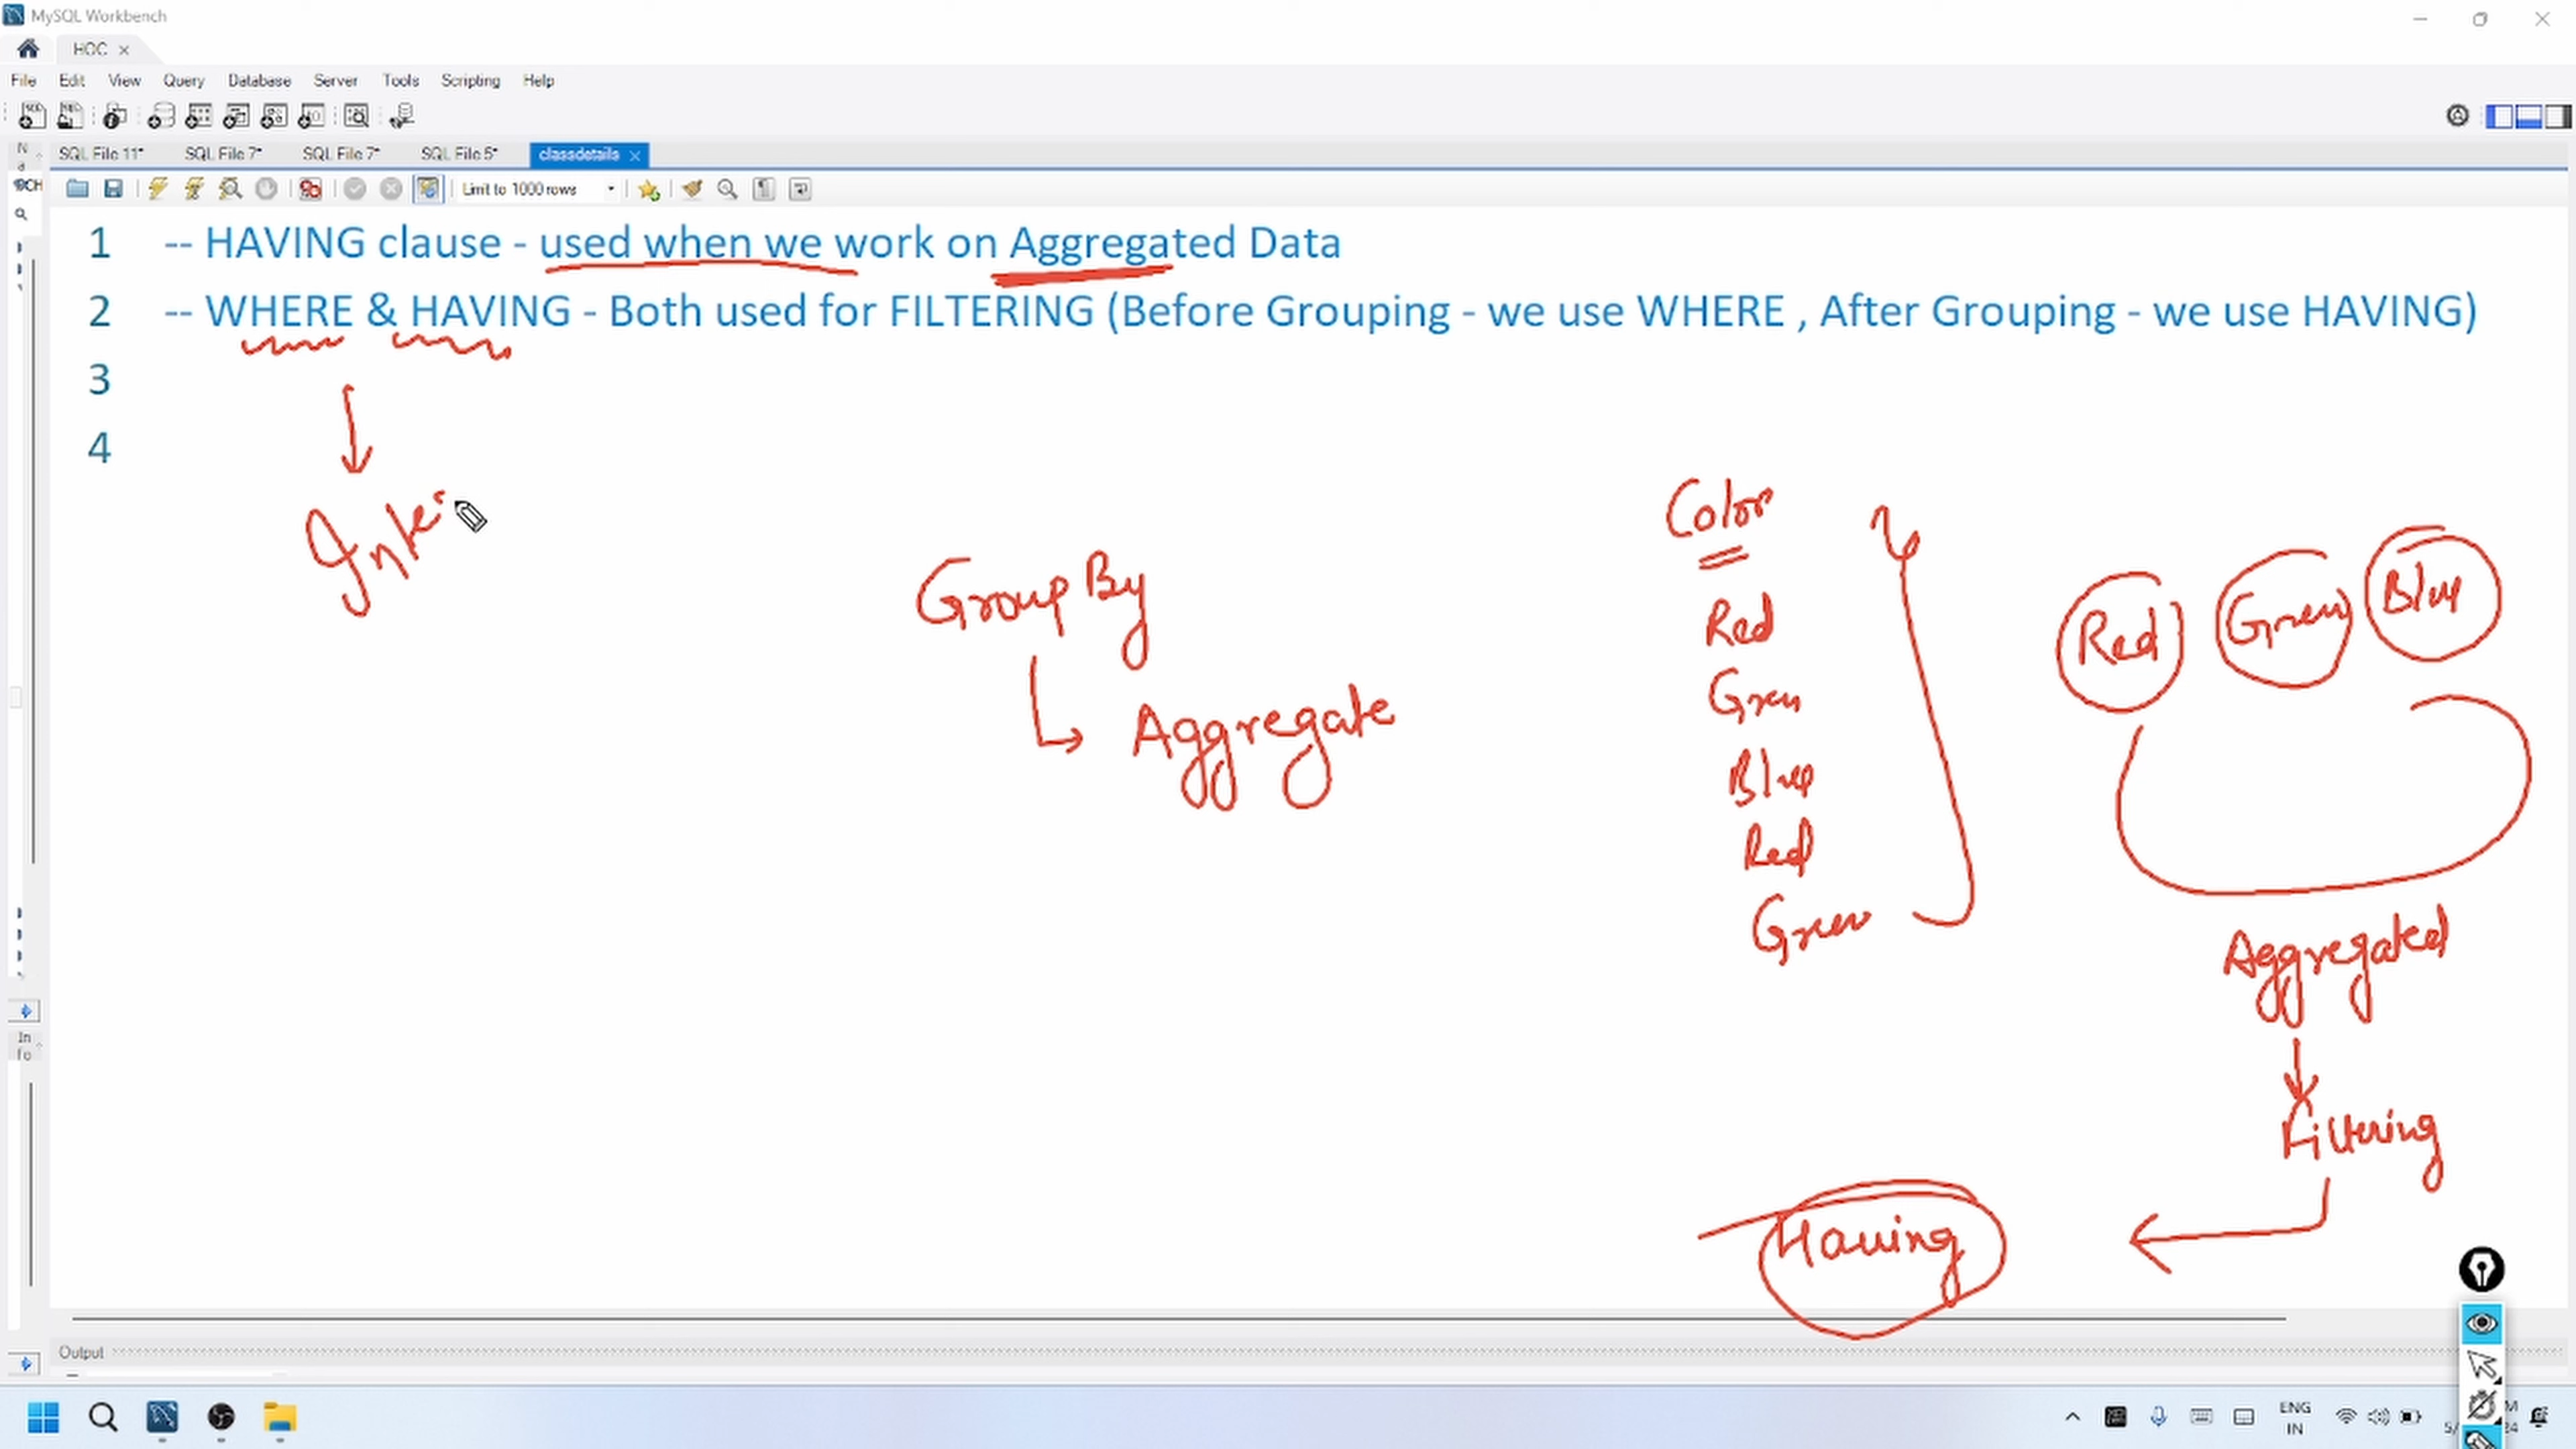 MySQL Workbench
HOC
File Edit View Query Database Server Tools Scripting Help
SQL File 11* SQL File 7* SQL File 7* SQL File 5* classdetails
Limit to 1000 rows
1 -- HAVING clause - used when we work on Aggregated Data
2 -- WHERE & HAVING - Both used for FILTERING (Before Grouping - we use WHERE , After Grouping - we use HAVING)
3
4
Group By
Aggregate
Color
Red
Green
Blue
Red
Green
Red Green Blue
Aggregated
Filtering
Having
Output
ENG
IN